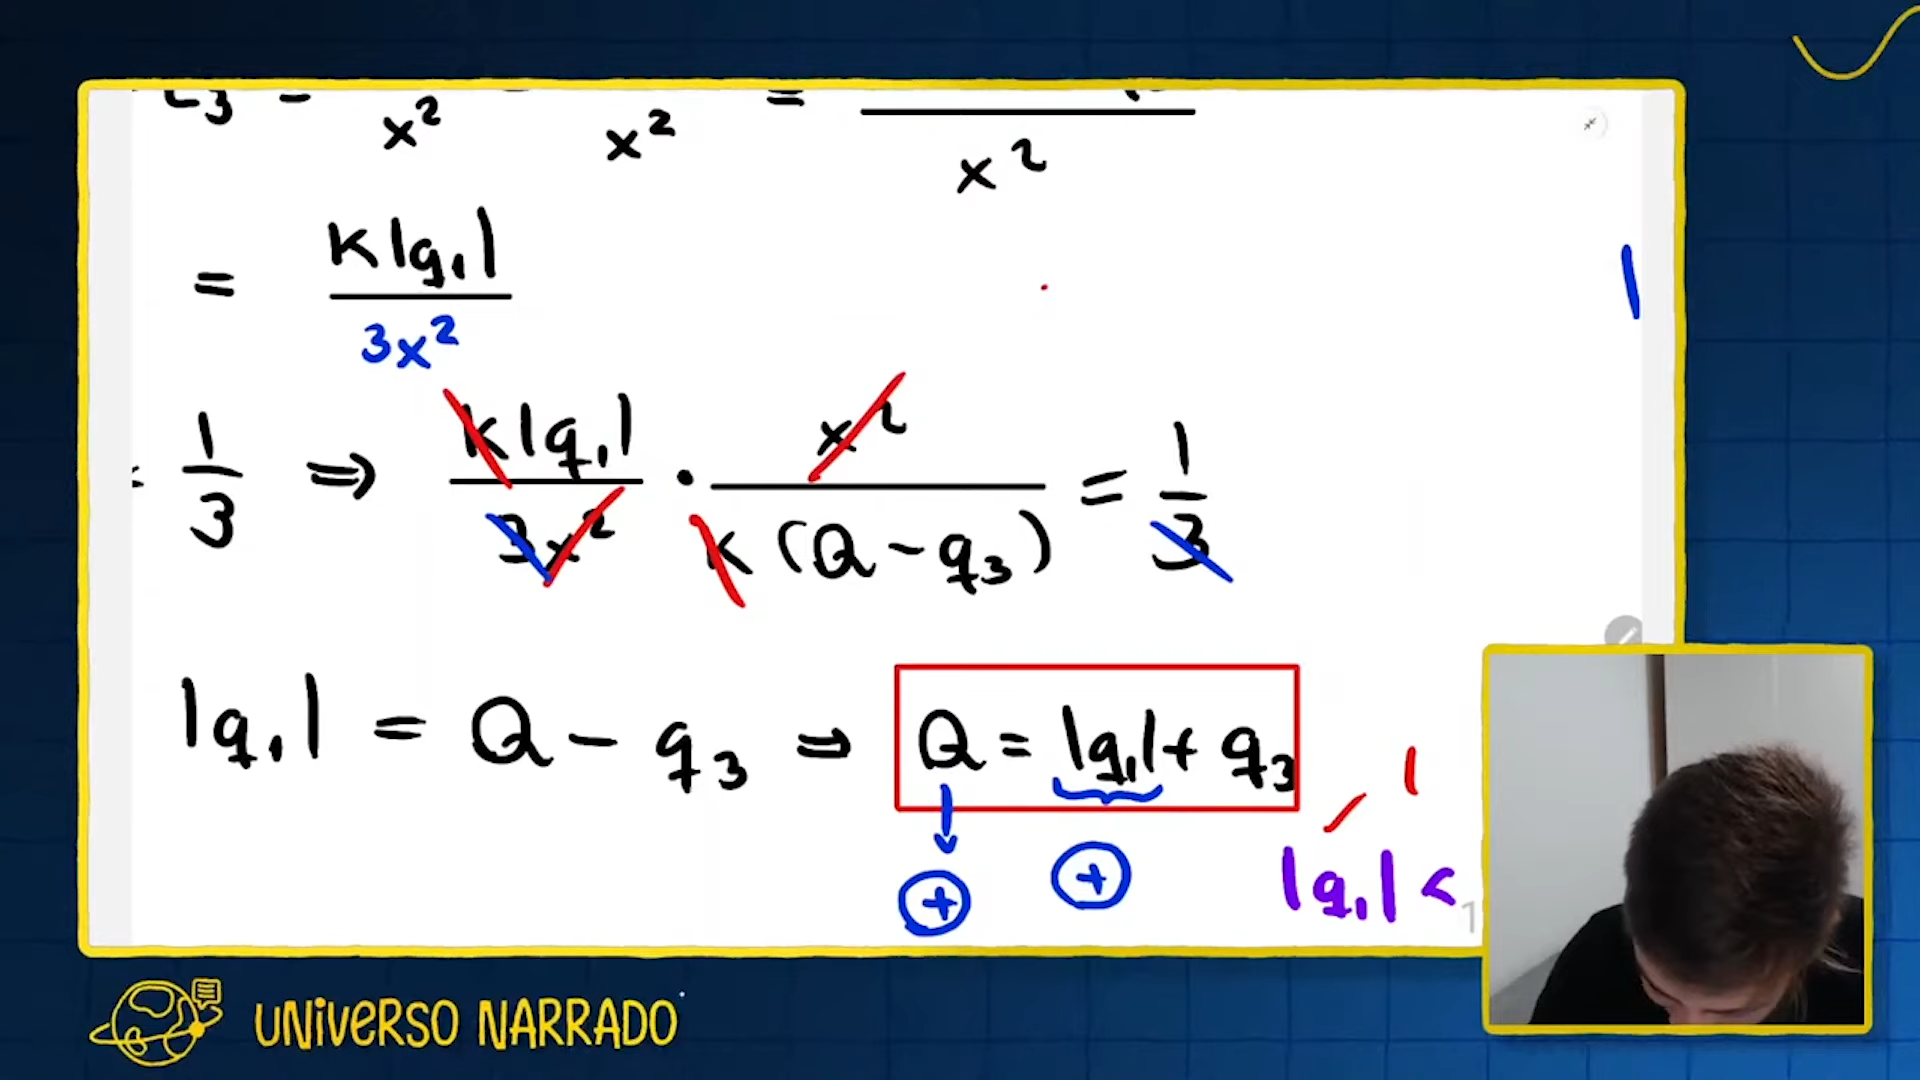 x² x² = x²
= K|q₁| / 3x²
1/3 ⇒ K|q₁| / 3x² · x² / K(Q - q₃) = 1/3
|q₁| = Q - q₃ ⇒ Q = |q₁| + q₃
+ + |q₁| <
UNIVERSO NARRADO